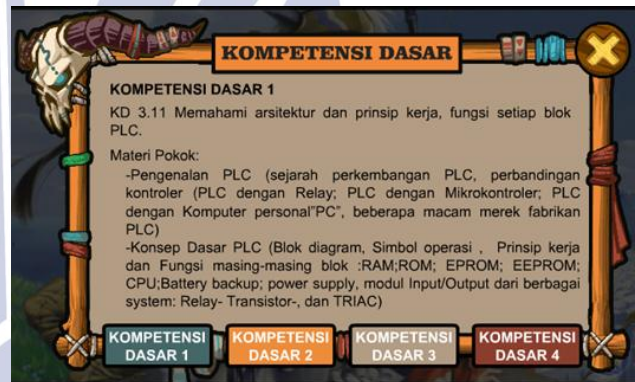 KOMPETENSI DASAR
KOMPETENSI DASAR 1
KD 3.11 Memahami arsitektur dan prinsip kerja, fungsi setiap blok
PLC.
Materi Pokok:
-Pengenalan PLC (sejarah perkembangan PLC, perbandingan
kontroler (PLC dengan Relay; PLC dengan Mikrokontroler; PLC
dengan Komputer personal"PC", beberapa macam merek fabrikan
PLC)
-Konsep Dasar PLC (Blok diagram, Simbol operasi , Prinsip kerja
dan Fungsi masing-masing blok :RAM;ROM; EPROM; EEPROM;
CPU;Battery backup; power supply, modul Input/Output dari berbagai
system: Relay- Transistor-, dan TRIAC)
KOMPETENSI
DASAR 1
KOMPETENSI
DASAR 2
KOMPETENSI
DASAR 3
KOMPETENSI
DASAR 4